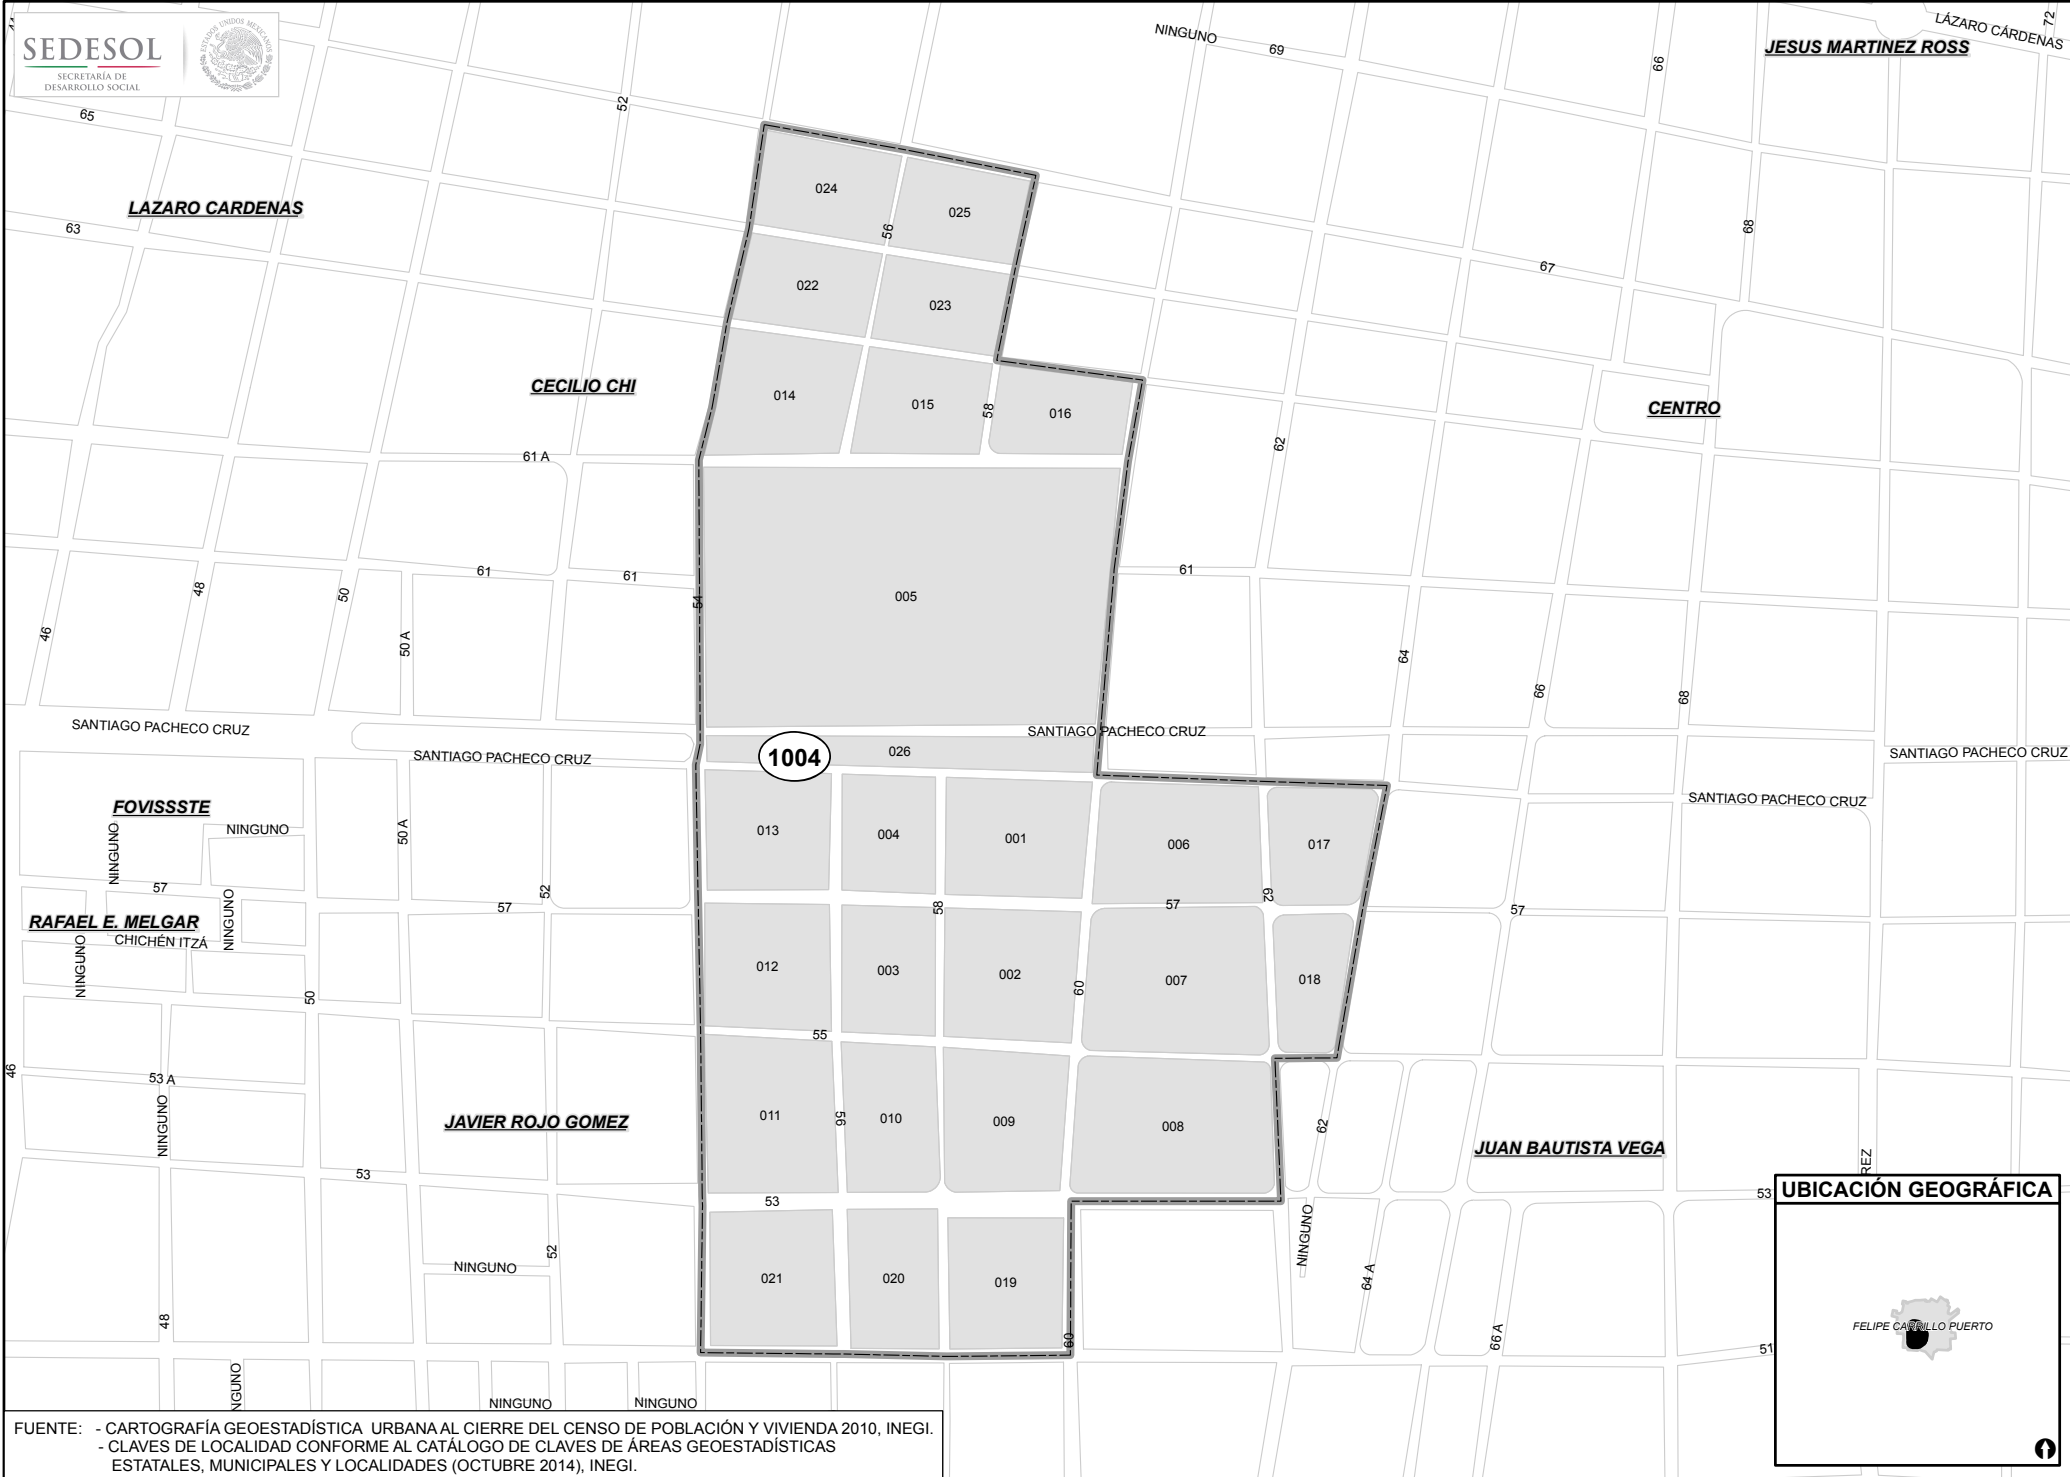 SEDESOL
SECRETARÍA DE
DESARROLLO SOCIAL
ESTADOS UNIDOS MEXICANOS
NINGUNO
69
66
JESUS MARTINEZ ROSS
LÁZARO CÁRDENAS
72
65
52
LAZARO CARDENAS
63
024
025
56
68
67
022
023
CECILIO CHI
014
015
58
016
CENTRO
62
61 A
61
61
61
48
50
54
005
46
50 A
64
66
68
SANTIAGO PACHECO CRUZ
SANTIAGO PACHECO CRUZ
SANTIAGO PACHECO CRUZ
SANTIAGO PACHECO CRUZ
SANTIAGO PACHECO CRUZ
1004
026
FOVISSSTE
NINGUNO
NINGUNO
50 A
013
004
001
006
017
57
NINGUNO
52
57
58
57
62
57
RAFAEL E. MELGAR
CHICHÉN ITZÁ
NINGUNO
50
012
003
002
60
007
018
55
46
53 A
NINGUNO
JAVIER ROJO GOMEZ
011
56
010
009
008
62
JUAN BAUTISTA VEGA
REZ
53
53
53
NINGUNO
52
NINGUNO
021
020
019
64 A
48
60
66 A
51
NGUNO
NINGUNO
NINGUNO
UBICACIÓN GEOGRÁFICA
FELIPE CARRILLO PUERTO
FUENTE: - CARTOGRAFÍA GEOESTADÍSTICA URBANA AL CIERRE DEL CENSO DE POBLACIÓN Y VIVIENDA 2010, INEGI.
- CLAVES DE LOCALIDAD CONFORME AL CATÁLOGO DE CLAVES DE ÁREAS GEOESTADÍSTICAS
ESTATALES, MUNICIPALES Y LOCALIDADES (OCTUBRE 2014), INEGI.